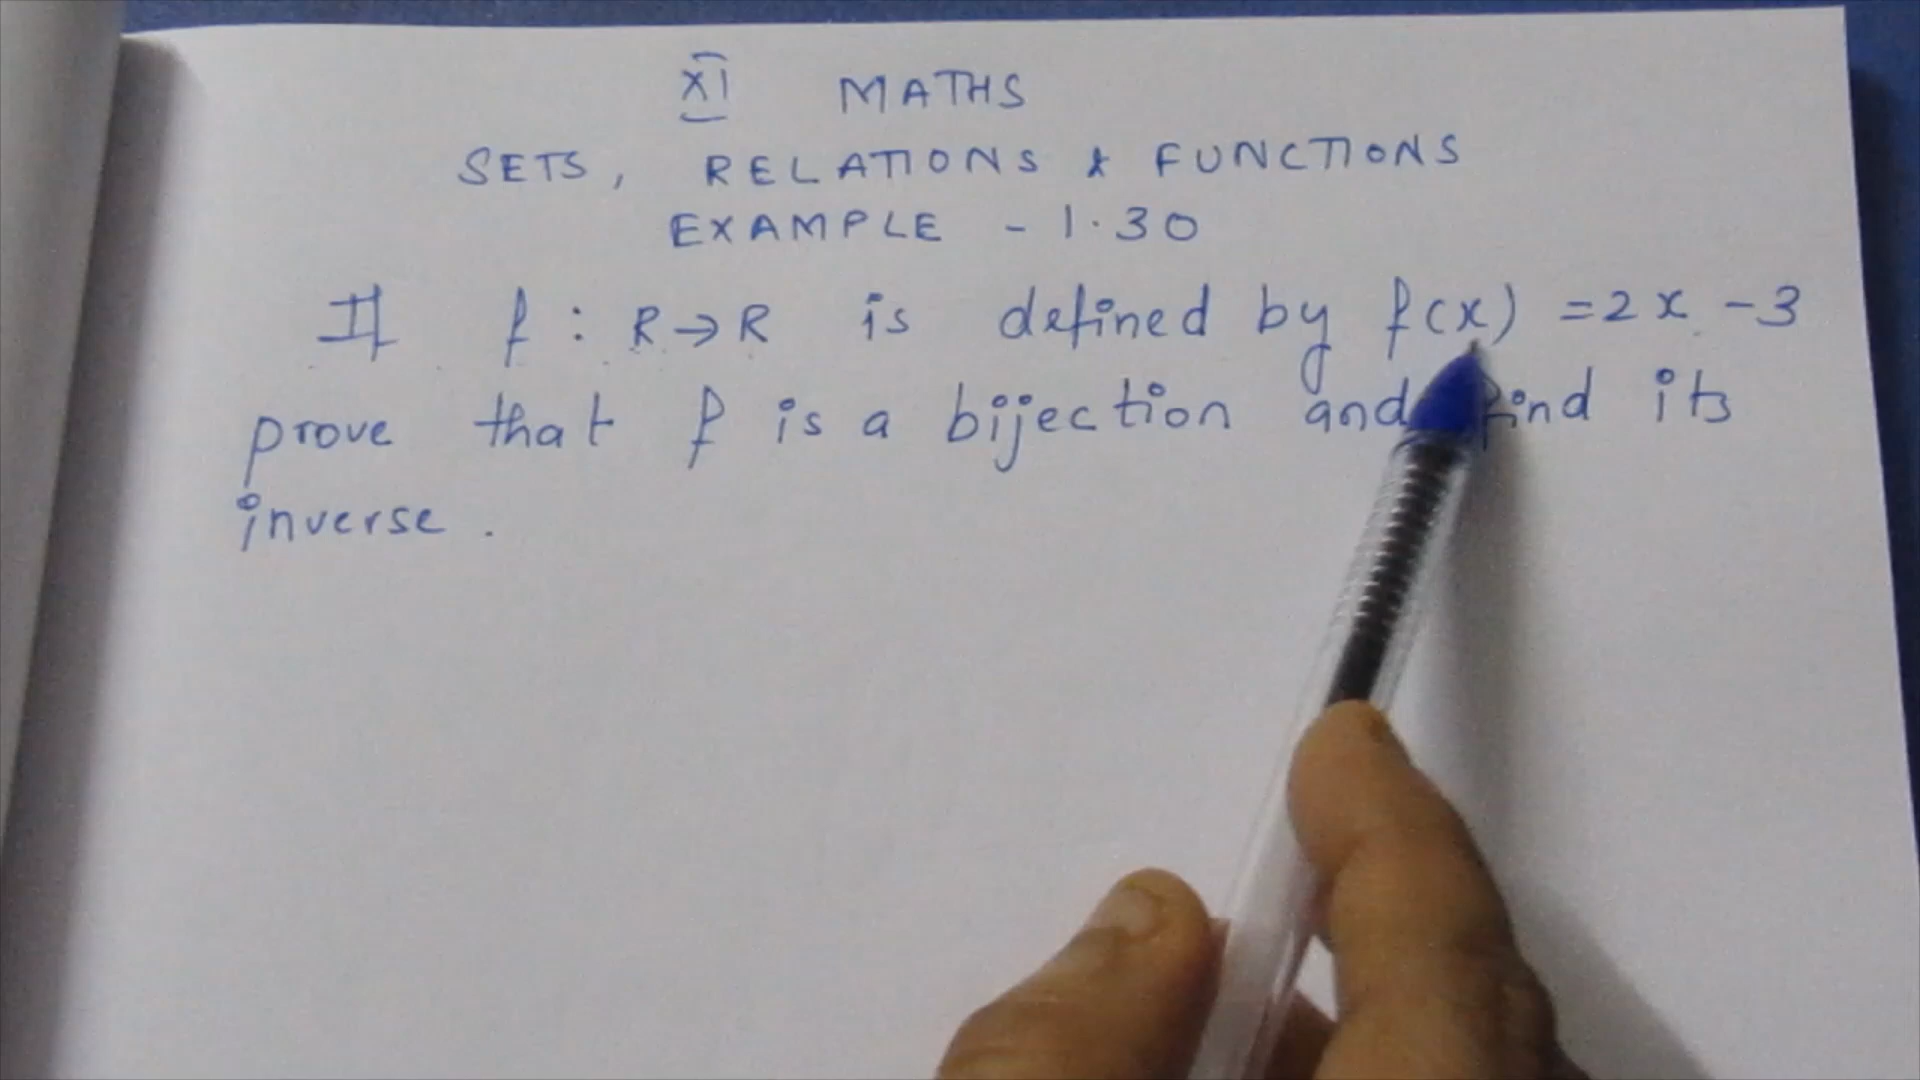 XI MATHS
SETS, RELATIONS & FUNCTIONS
EXAMPLE - 1.30
If f : R→R is defined by f(x) = 2x - 3
prove that f is a bijection and find its
inverse.